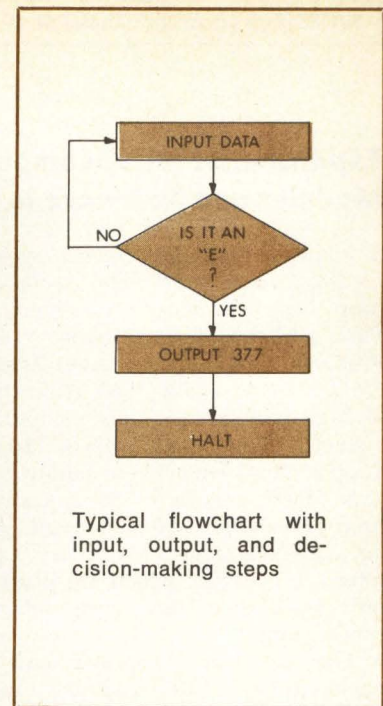 INPUT DATA
IS IT AN
"E"
?
NO
YES
OUTPUT 377
HALT
Typical flowchart with
input, output, and de-
cision-making steps